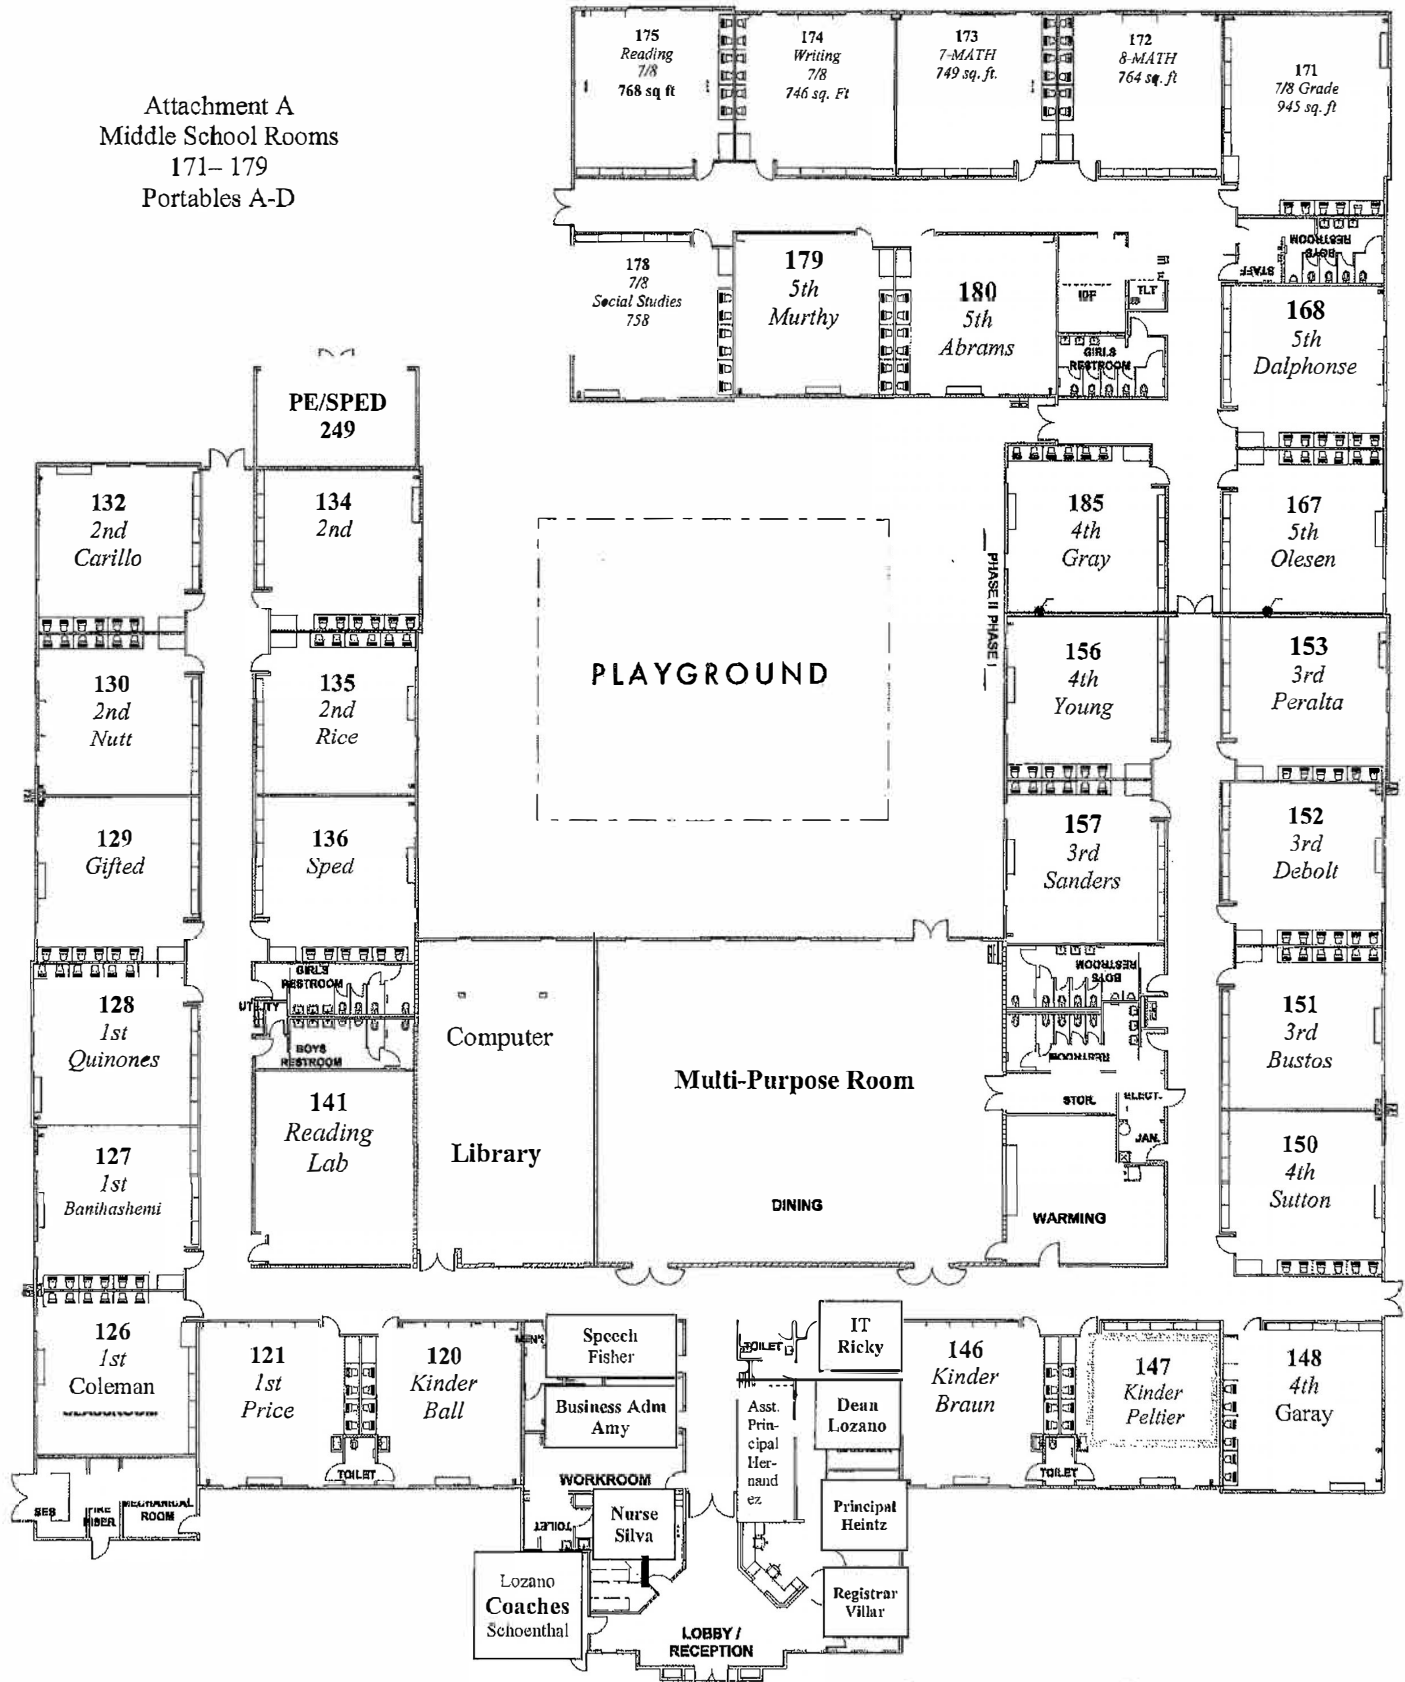 Attachment A
Middle School Rooms
171– 179
Portables A-D
175
Reading
7/8
768 sq ft
174
Writing
7/8
746 sq. Ft
173
7-MATH
749 sq. ft.
172
8-MATH
764 sq. ft
171
7/8 Grade
945 sq. ft
178
7/8
Social Studies
758
179
5th
Murthy
180
5th
Abrams
IDF
TLT
GIRLS
RESTROOM
BOYS
RESTROOM
STAFF
168
5th
Dalphonse
PE/SPED
249
132
2nd
Carillo
134
2nd
185
4th
Gray
167
5th
Olesen
PHASE II
PHASE I
PLAYGROUND
130
2nd
Nutt
135
2nd
Rice
156
4th
Young
153
3rd
Peralta
129
Gifted
136
Sped
157
3rd
Sanders
152
3rd
Debolt
128
1st
Quinones
GIRLS
RESTROOM
UTILITY
BOYS
RESTROOM
Computer
Library
Multi-Purpose Room
DINING
BOYS
RESTROOM
RESTROOM
STOR.
ELECT.
JAN.
WARMING
151
3rd
Bustos
141
Reading
Lab
127
1st
Banihashemi
150
4th
Sutton
126
1st
Coleman
CLASSROOM
121
1st
Price
120
Kinder
Ball
TOILET
MEN'S
Speech
Fisher
Business Adm
Amy
WORKROOM
TOILET
Nurse
Silva
Lozano
Coaches
Schoenthal
TOILET
IT
Ricky
Asst.
Prin-
cipal
Her-
nand
ez
Dean
Lozano
Principal
Heintz
Registrar
Villar
LOBBY /
RECEPTION
146
Kinder
Braun
147
Kinder
Peltier
TOILET
148
4th
Garay
SES
FIRE
RISER
MECHANICAL
ROOM